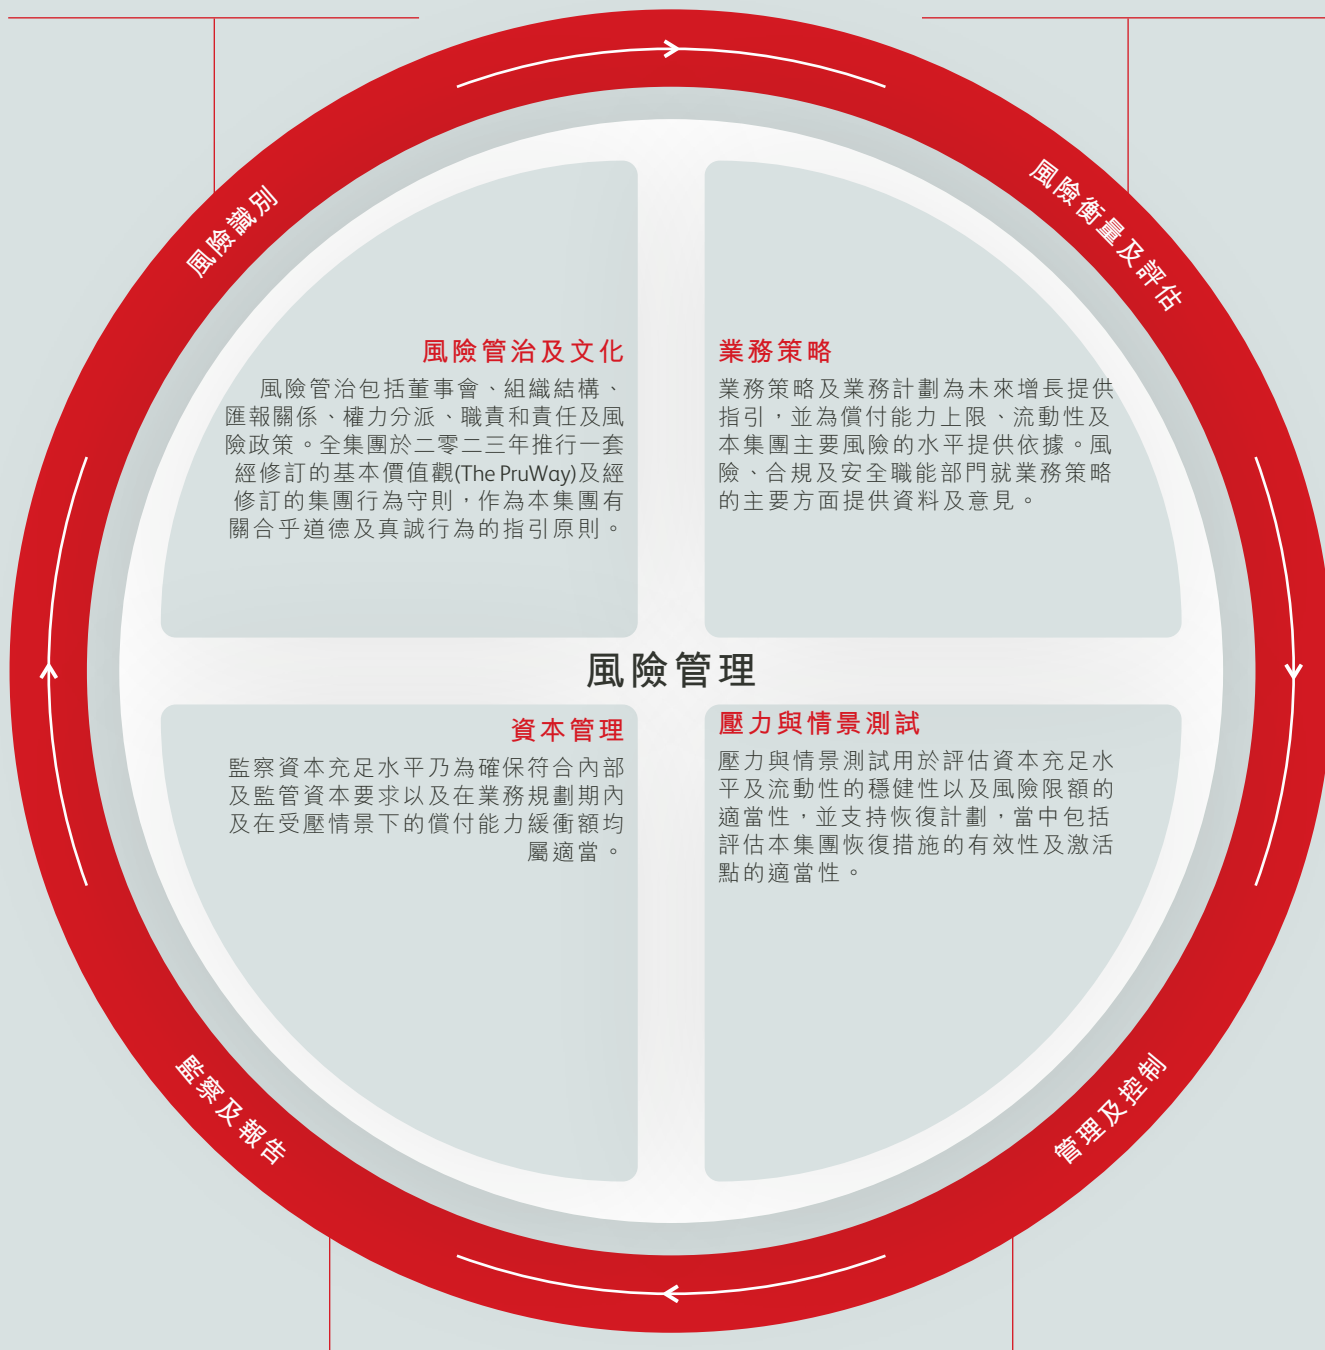 風險識別
風險衡量及評估
風險管治及文化
風險管治包括董事會、組織結構、
匯報關係、權力分派、職責和責任及風
險政策。全集團於二零二三年推行一套
經修訂的基本價值觀(The PruWay)及經
修訂的集團行為守則，作為本集團有
關合乎道德及真誠行為的指引原則。
業務策略
業務策略及業務計劃為未來增長提供
指引，並為償付能力上限、流動性及
本集團主要風險的水平提供依據。風
險、合規及安全職能部門就業務策略
的主要方面提供資料及意見。
風險管理
資本管理
監察資本充足水平乃為確保符合內部
及監管資本要求以及在業務規劃期內
及在受壓情景下的償付能力緩衝額均
屬適當。
壓力與情景測試
壓力與情景測試用於評估資本充足水
平及流動性的穩健性以及風險限額的
適當性，並支持恢復計劃，當中包括
評估本集團恢復措施的有效性及激活
點的適當性。
監察及報告
管理及控制